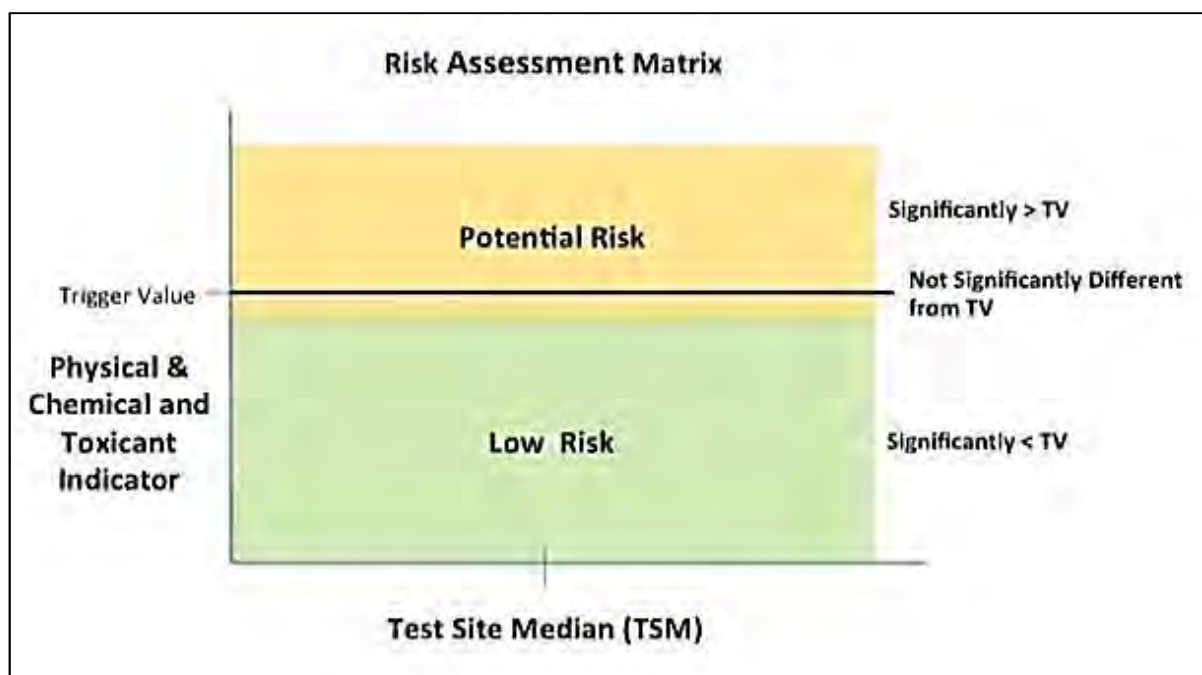 Risk Assessment Matrix
Significantly > TV
Potential Risk
Trigger Value
Not Significantly Different
from TV
Physical &
Chemical and
Toxicant
Indicator
Low Risk
Significantly < TV
Test Site Median (TSM)